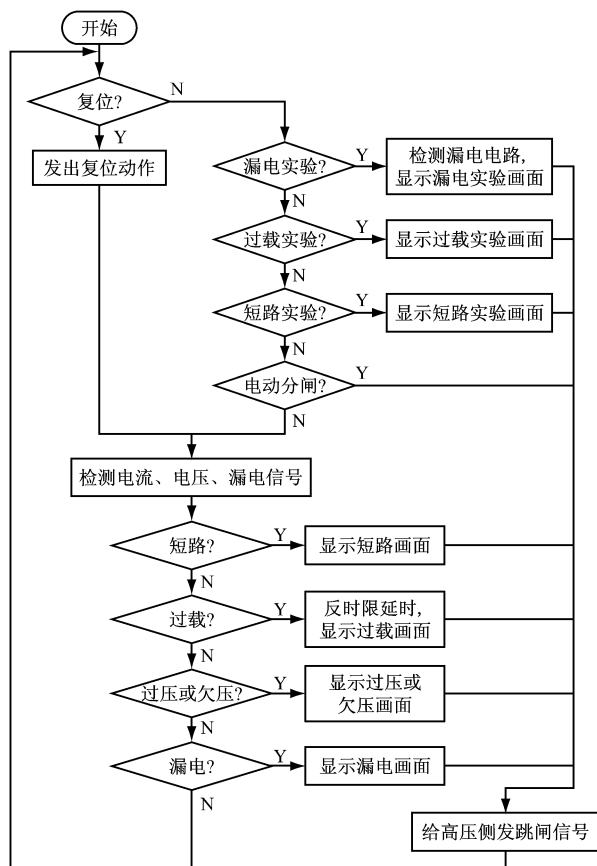 开始
复位?
N
Y
发出复位动作
漏电实验?
Y
检测漏电电路,
显示漏电实验画面
N
过载实验?
Y
显示过载实验画面
N
短路实验?
Y
显示短路实验画面
N
电动分闸?
Y
N
检测电流、电压、漏电信号
短路?
Y
显示短路画面
N
过载?
Y
反时限延时,
显示过载画面
N
过压或欠压?
Y
显示过压或
欠压画面
N
漏电?
Y
显示漏电画面
N
给高压侧发跳闸信号